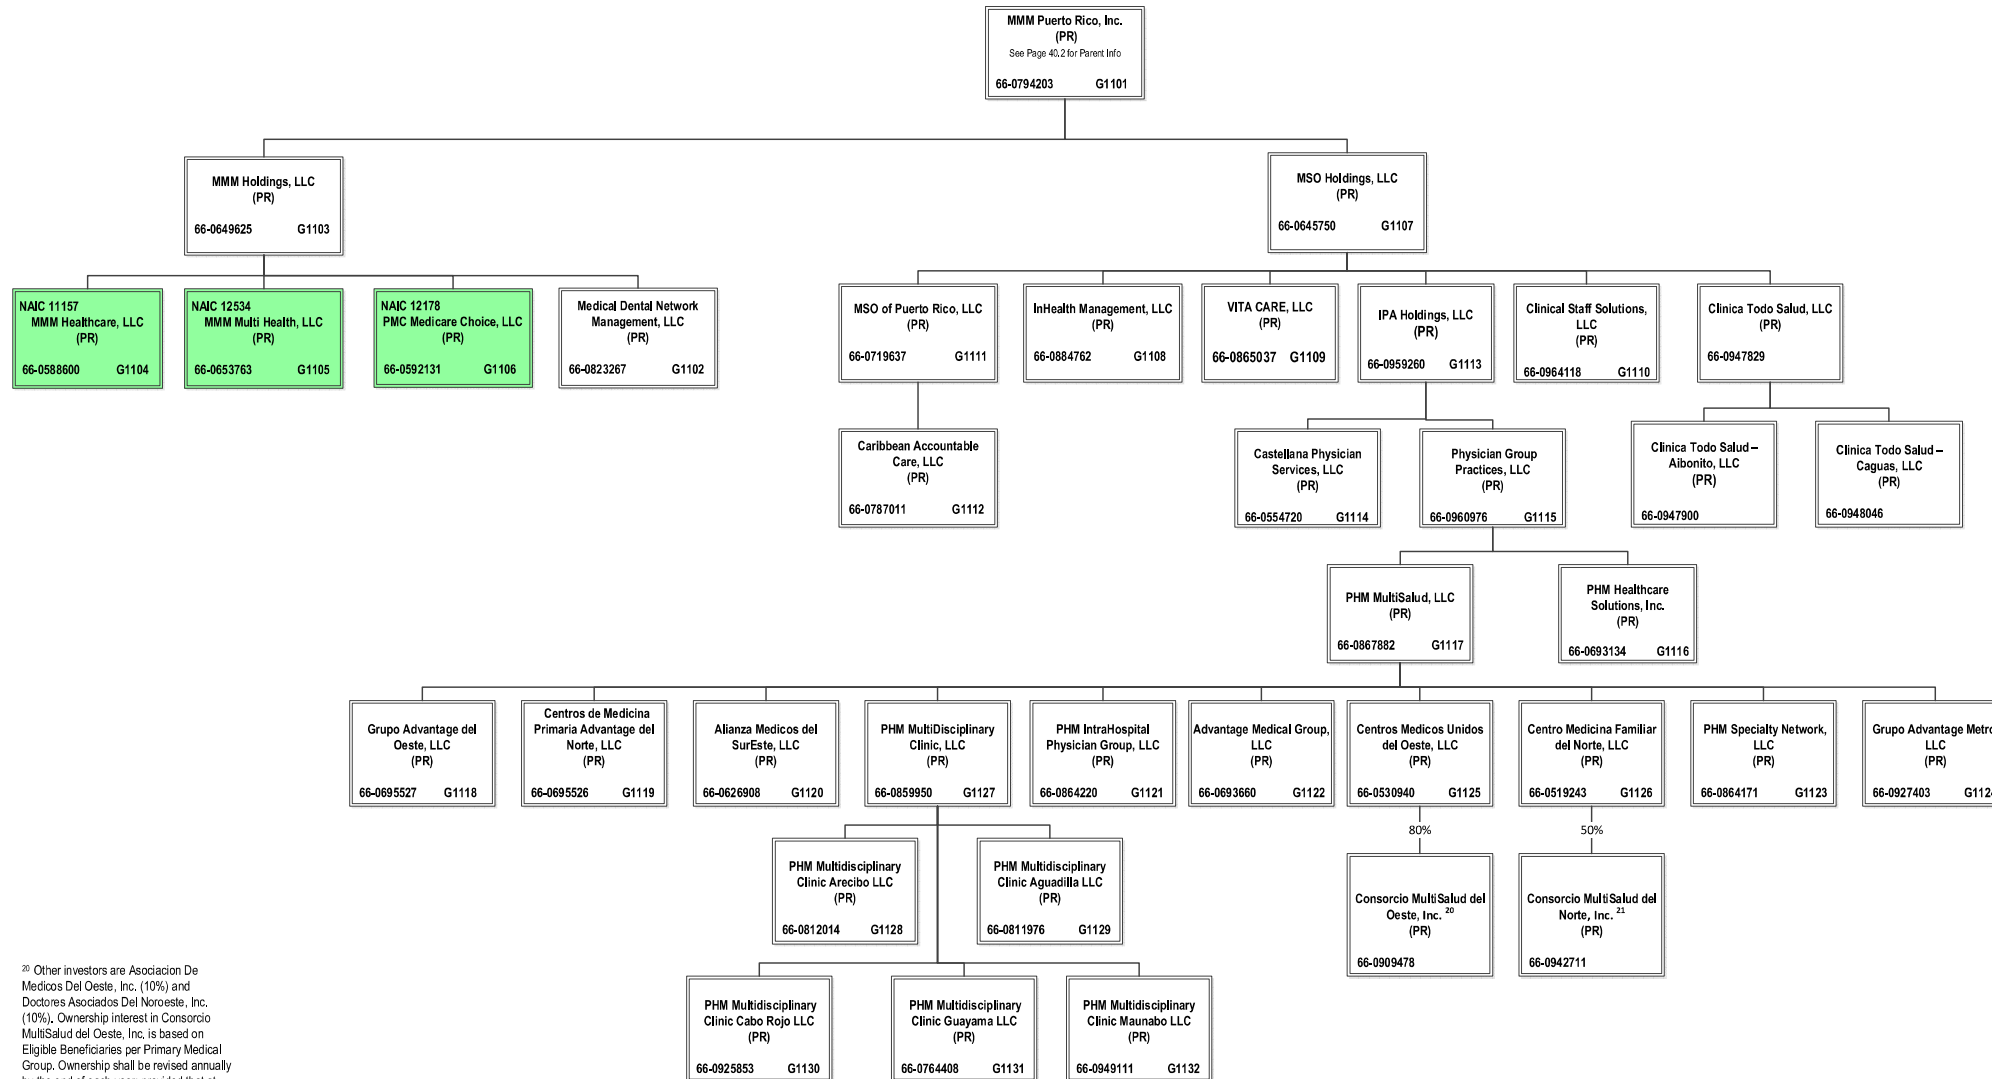 MMM Puerto Rico, Inc.
(PR)
See Page 40.2 for Parent Info
66-0794203 G1101
MMM Holdings, LLC
(PR)
66-0649625 G1103
MSO Holdings, LLC
(PR)
66-0645750 G1107
NAIC 11157
MMM Healthcare, LLC
(PR)
66-0588600 G1104
NAIC 12534
MMM Multi Health, LLC
(PR)
66-0653763 G1105
NAIC 12178
PMC Medicare Choice, LLC
(PR)
66-0592131 G1106
Medical Dental Network
Management, LLC
(PR)
66-0823267 G1102
MSO of Puerto Rico, LLC
(PR)
66-0719637 G1111
InHealth Management, LLC
(PR)
66-0884762 G1108
VITA CARE, LLC
(PR)
66-0865037 G1109
IPA Holdings, LLC
(PR)
66-0959260 G1113
Clinical Staff Solutions,
LLC
(PR)
66-0964118 G1110
Clinica Todo Salud, LLC
(PR)
66-0947829
Caribbean Accountable
Care, LLC
(PR)
66-0787011 G1112
Castellana Physician
Services, LLC
(PR)
66-0554720 G1114
Physician Group
Practices, LLC
(PR)
66-0960976 G1115
Clinica Todo Salud –
Aibonito, LLC
(PR)
66-0947900
Clinica Todo Salud –
Caguas, LLC
(PR)
66-0948046
PHM MultiSalud, LLC
(PR)
66-0867882 G1117
PHM Healthcare
Solutions, Inc.
(PR)
66-0693134 G1116
Grupo Advantage del
Oeste, LLC
(PR)
66-0695527 G1118
Centros de Medicina
Primaria Advantage del
Norte, LLC
(PR)
66-0695526 G1119
Alianza Medicos del
SurEste, LLC
(PR)
66-0626908 G1120
PHM MultiDisciplinary
Clinic, LLC
(PR)
66-0859950 G1127
PHM IntraHospital
Physician Group, LLC
(PR)
66-0864220 G1121
Advantage Medical Group,
LLC
(PR)
66-0693660 G1122
Centros Medicos Unidos
del Oeste, LLC
(PR)
66-0530940 G1125
Centro Medicina Familiar
del Norte, LLC
(PR)
66-0519243 G1126
PHM Specialty Network,
LLC
(PR)
66-0864171 G1123
Grupo Advantage Metro
LLC
(PR)
66-0927403 G1124
80%
50%
PHM Multidisciplinary
Clinic Arecibo LLC
(PR)
66-0812014 G1128
PHM Multidisciplinary
Clinic Aguadilla LLC
(PR)
66-0811976 G1129
Consorcio MultiSalud del
Oeste, Inc. 20
(PR)
66-0909478
Consorcio MultiSalud del
Norte, Inc. 21
(PR)
66-0942711
PHM Multidisciplinary
Clinic Cabo Rojo LLC
(PR)
66-0925853 G1130
PHM Multidisciplinary
Clinic Guayama LLC
(PR)
66-0764408 G1131
PHM Multidisciplinary
Clinic Maunabo LLC
(PR)
66-0949111 G1132
20 Other investors are Asociacion De
Medicos Del Oeste, Inc. (10%) and
Doctores Asociados Del Noroeste, Inc.
(10%). Ownership interest in Consorcio
MultiSalud del Oeste, Inc. is based on
Eligible Beneficiaries per Primary Medical
Group. Ownership shall be revised annually